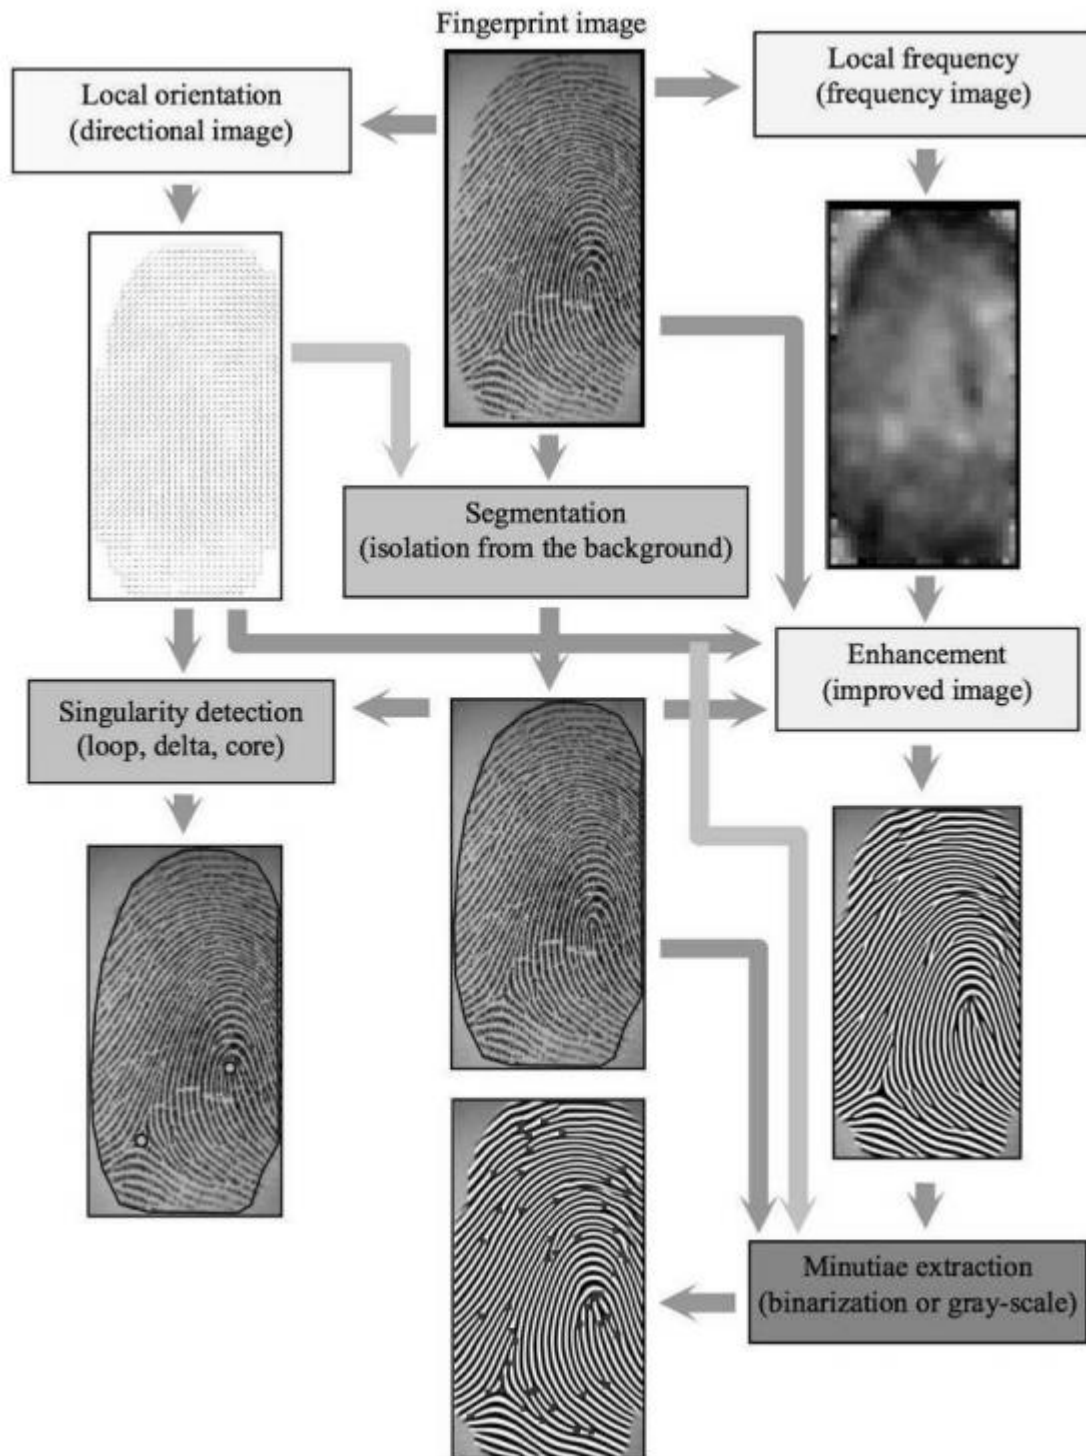 Fingerprint image
Local orientation
(directional image)
Local frequency
(frequency image)
Segmentation
(isolation from the background)
Enhancement
(improved image)
Singularity detection
(loop, delta, core)
Minutiae extraction
(binarization or gray-scale)